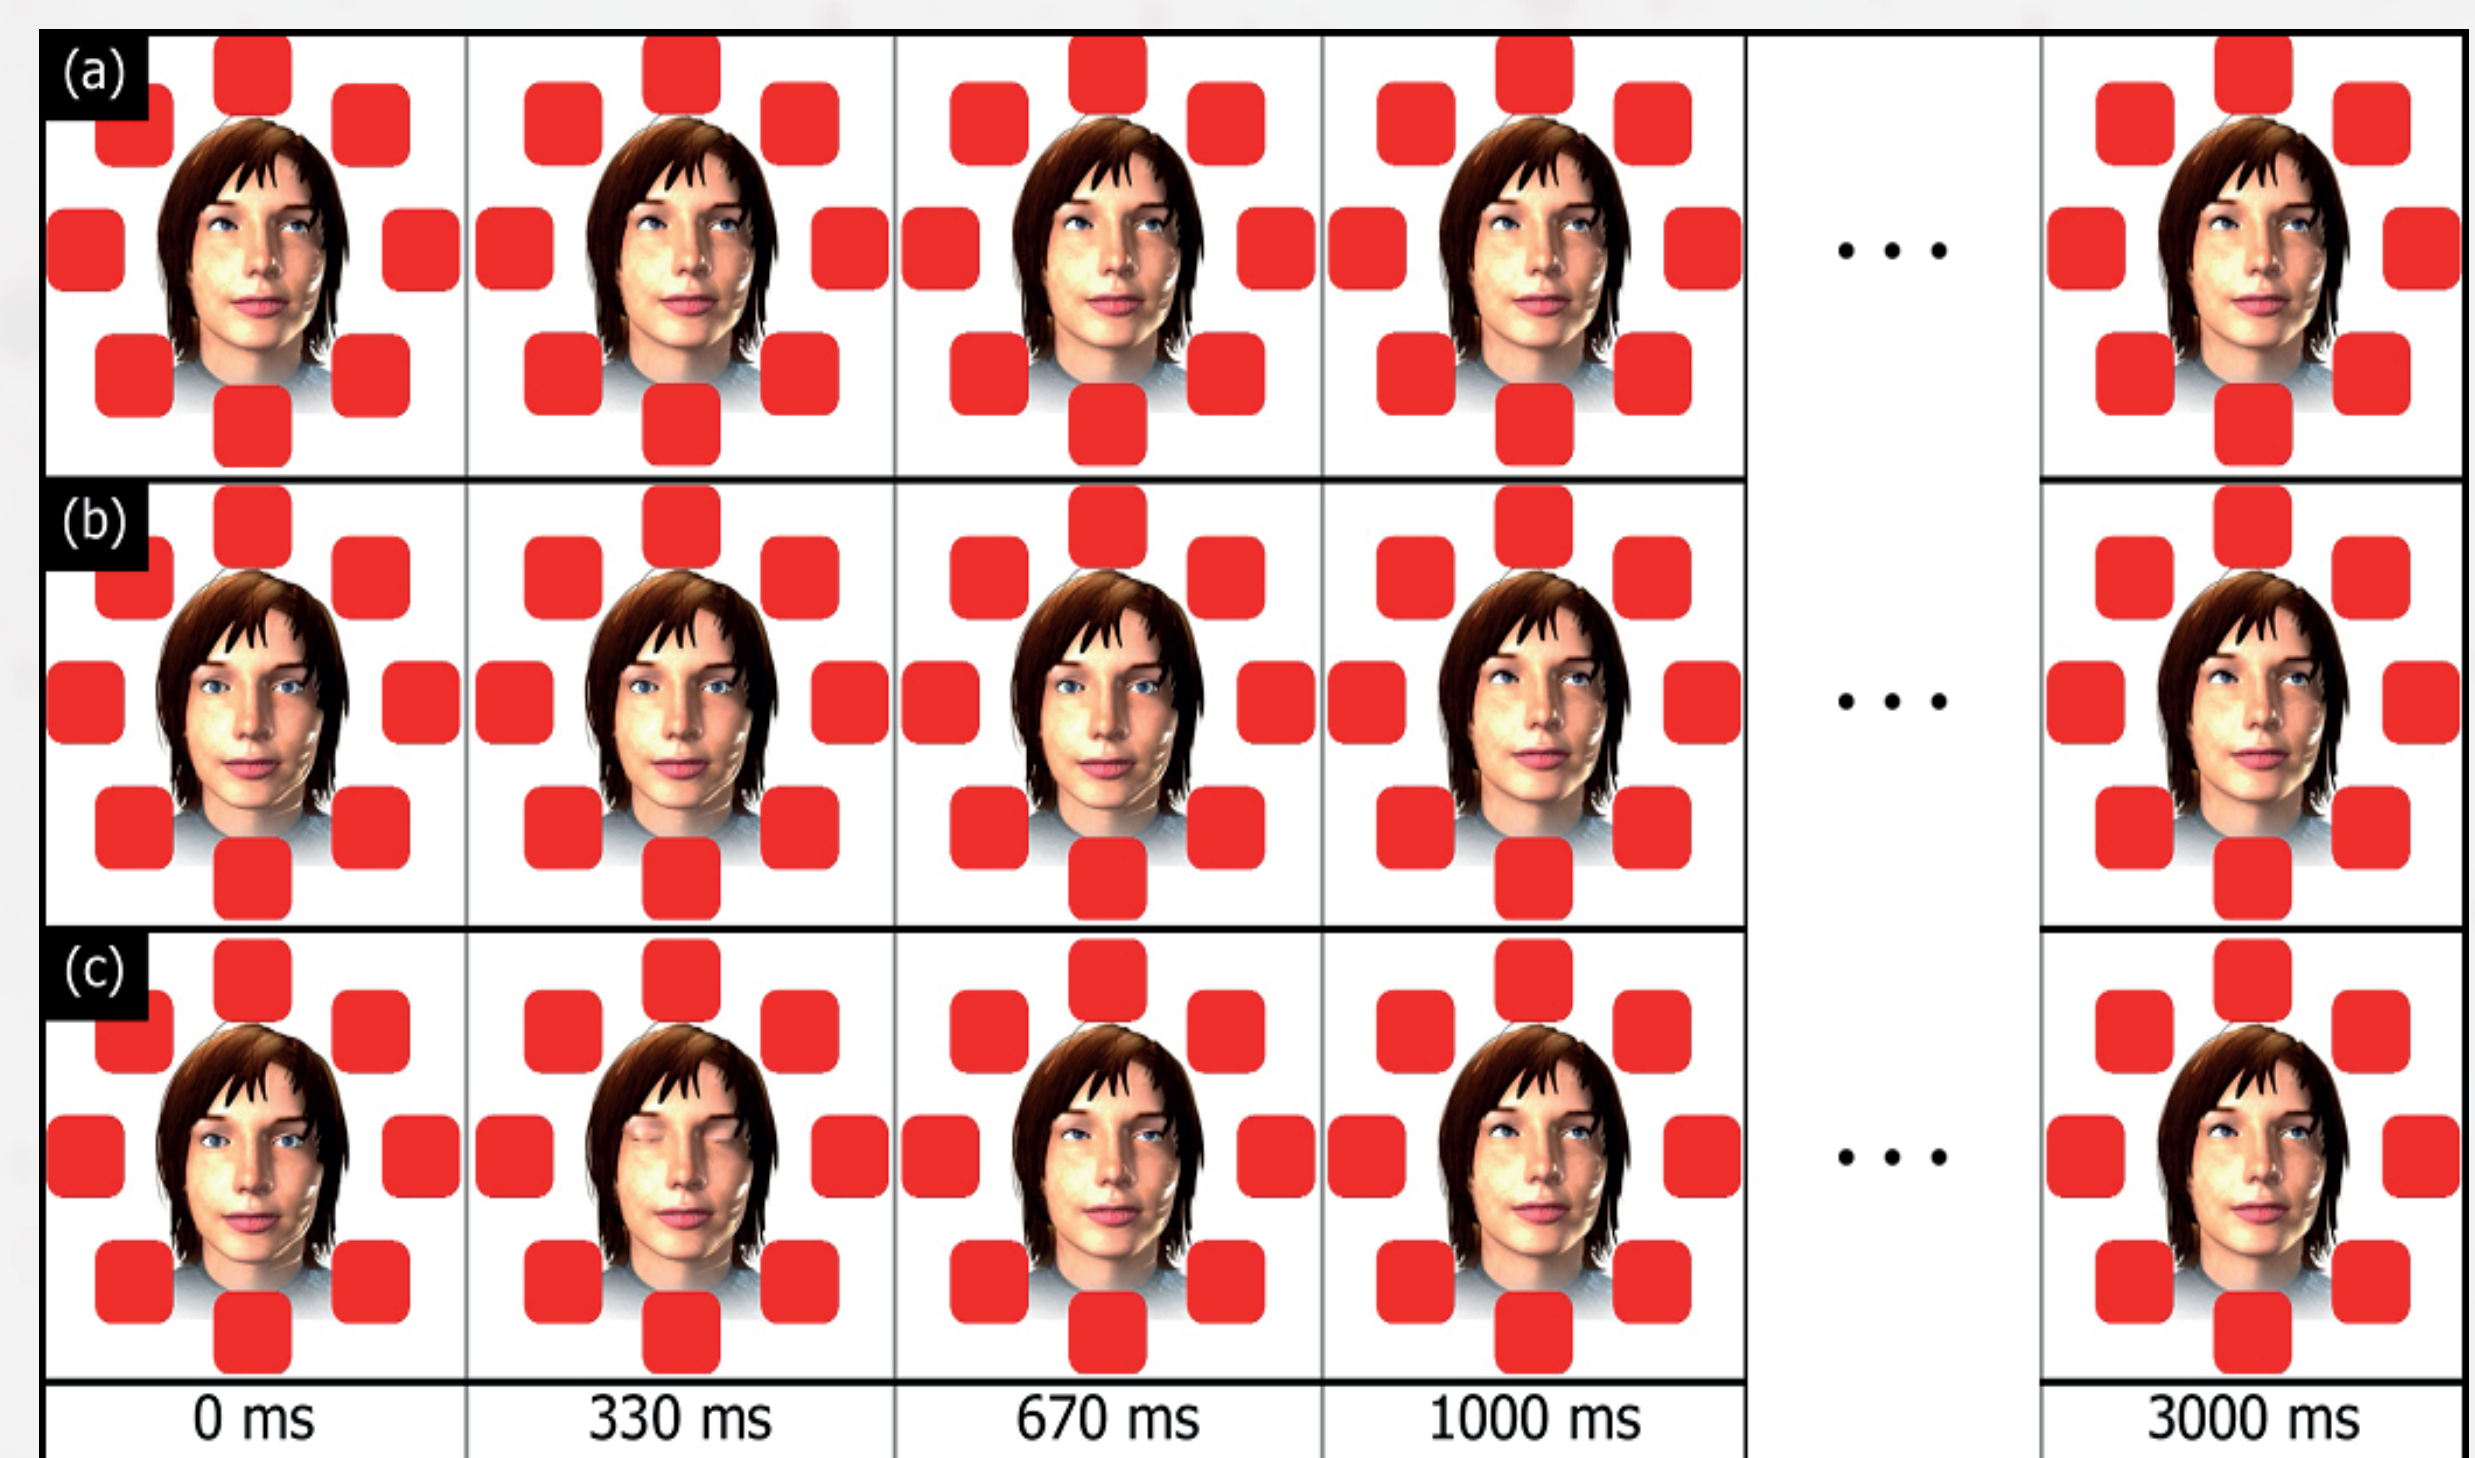 (a)
• • •
(b)
• • •
(c)
• • •
0 ms 330 ms 670 ms 1000 ms 3000 ms